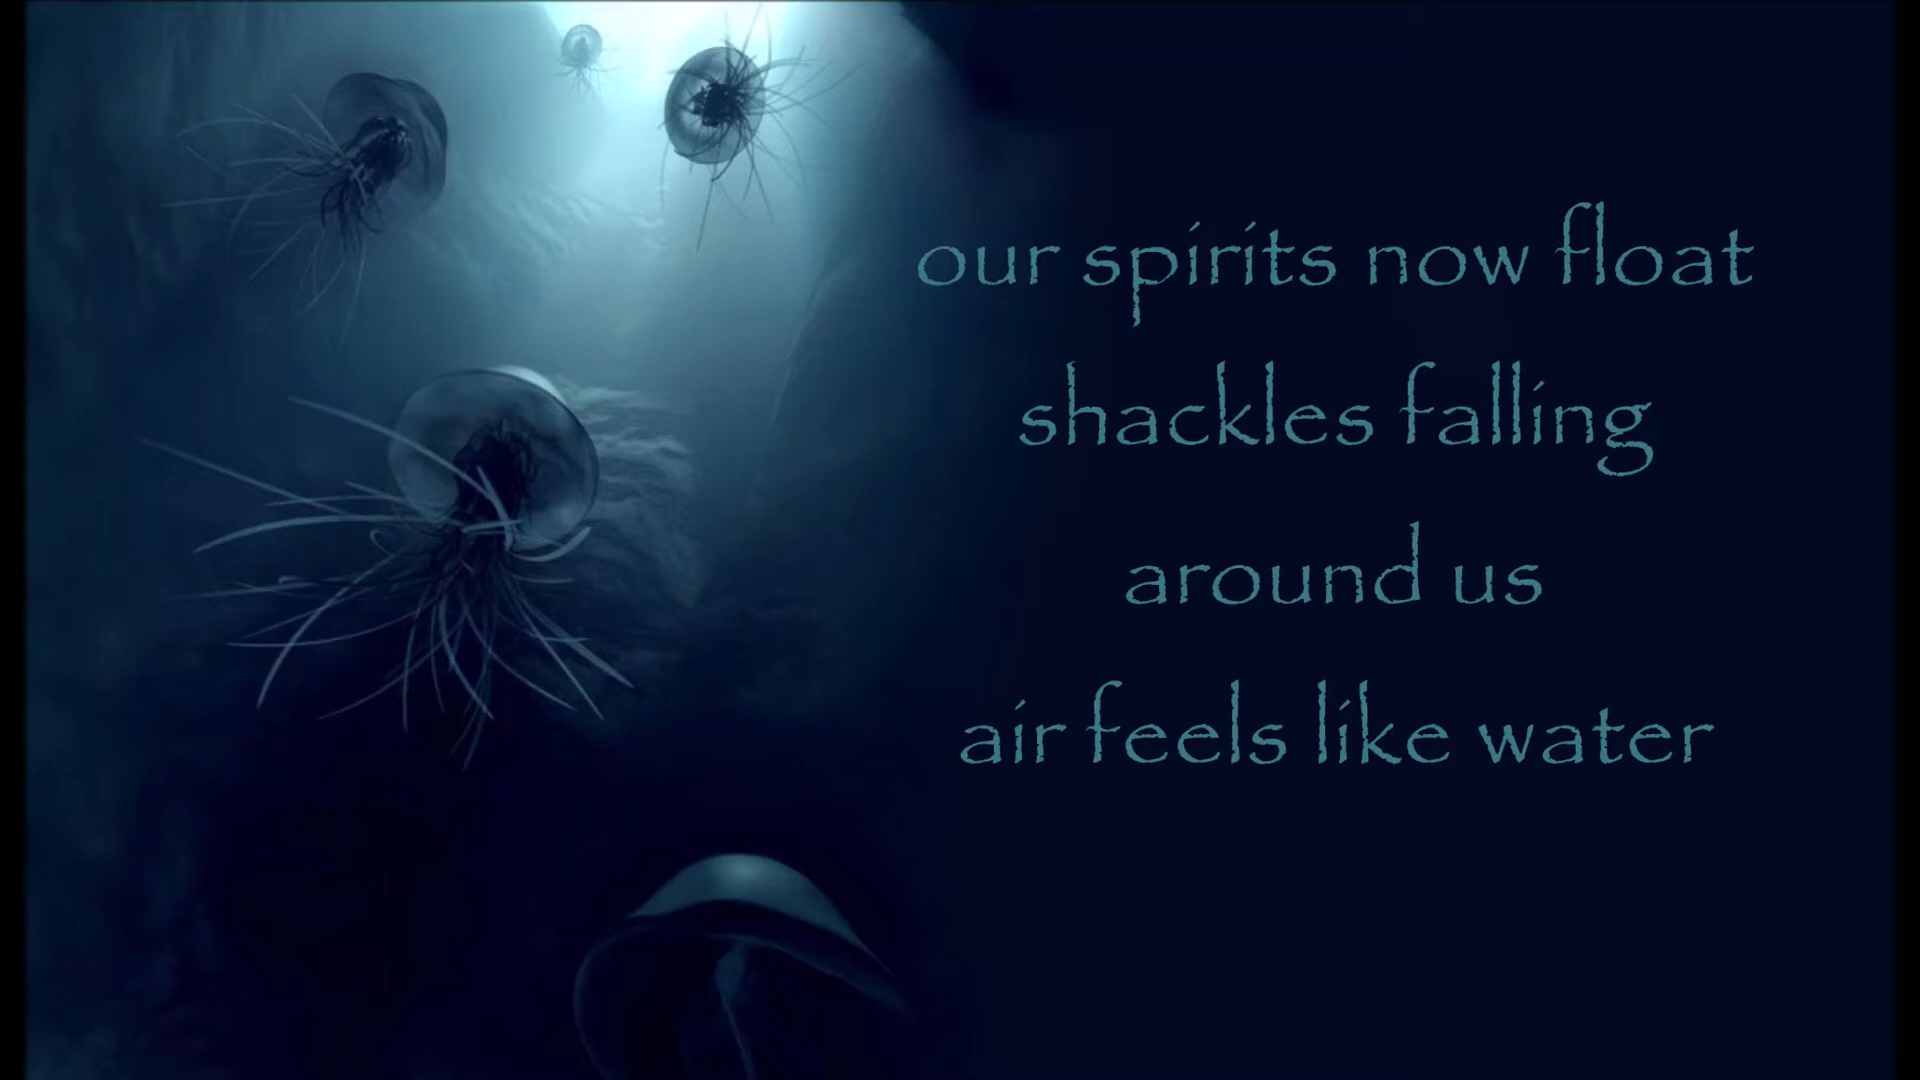 our spirits now float
shackles falling
around us
air feels like water